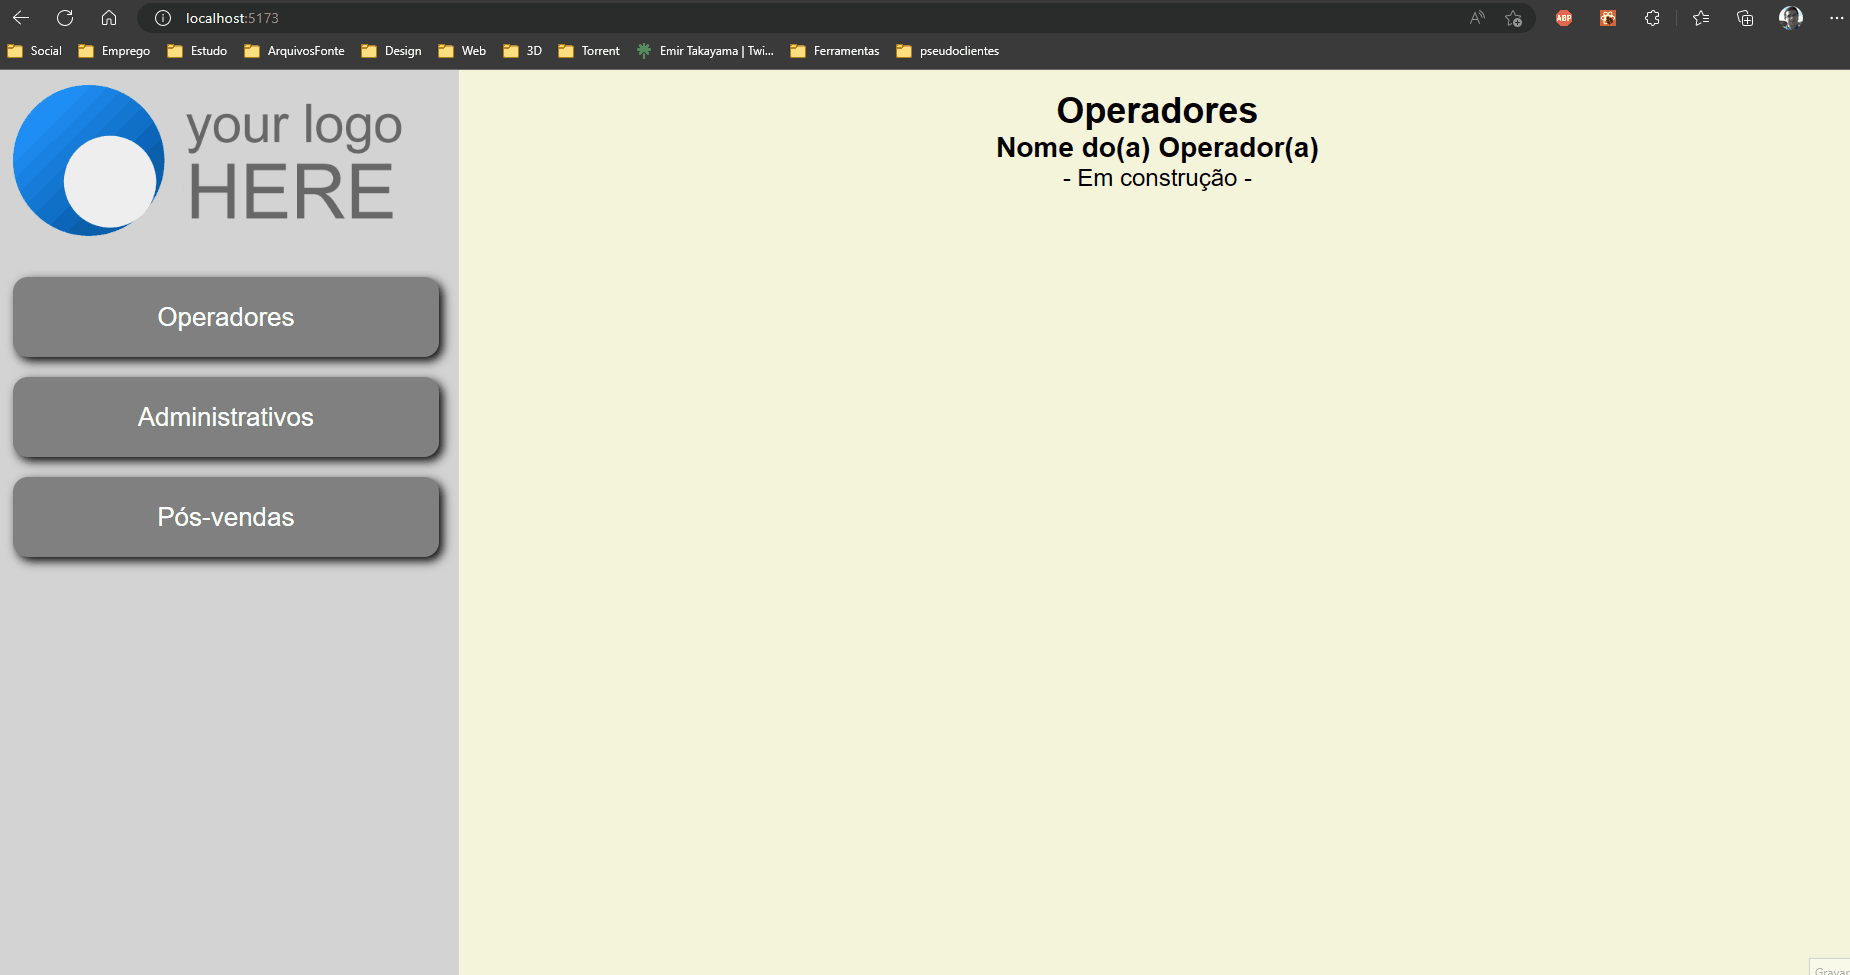 localhost:5173
Social Emprego Estudo ArquivosFonte Design Web 3D Torrent Emir Takayama | Twi... Ferramentas pseudoclientes
your logo
HERE
Operadores
Administrativos
Pós-vendas
Operadores
Nome do(a) Operador(a)
- Em construção -
ABP
Gravar